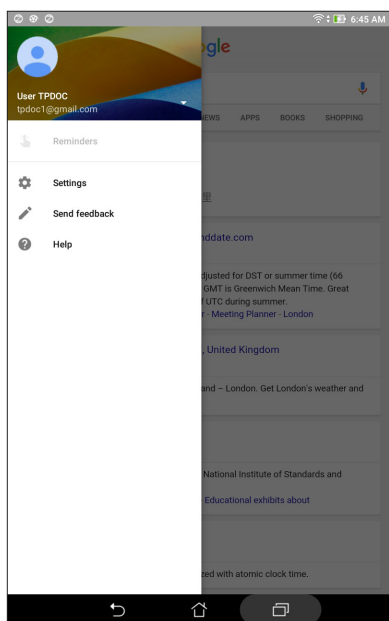 6:45 AM
ogle
User TPDOC
tpdoc1@gmail.com
NEWS APPS BOOKS SHOPPING
Reminders
Settings
Send feedback
Help
nddate.com
djusted for DST or summer time (66
GMT is Greenwich Mean Time. Great
f UTC during summer.
r - Meeting Planner - London
, United Kingdom
and – London. Get London's weather and
National Institute of Standards and
Educational exhibits about
zed with atomic clock time.